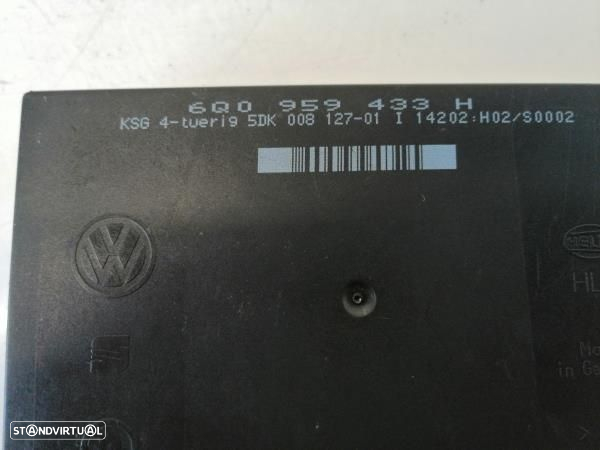 6Q0 959 433 H
KSG 4-tuerig 5DK 008 127-01 I 14202:H02/S0002
HL
in Ge
STANDVIRTUAL